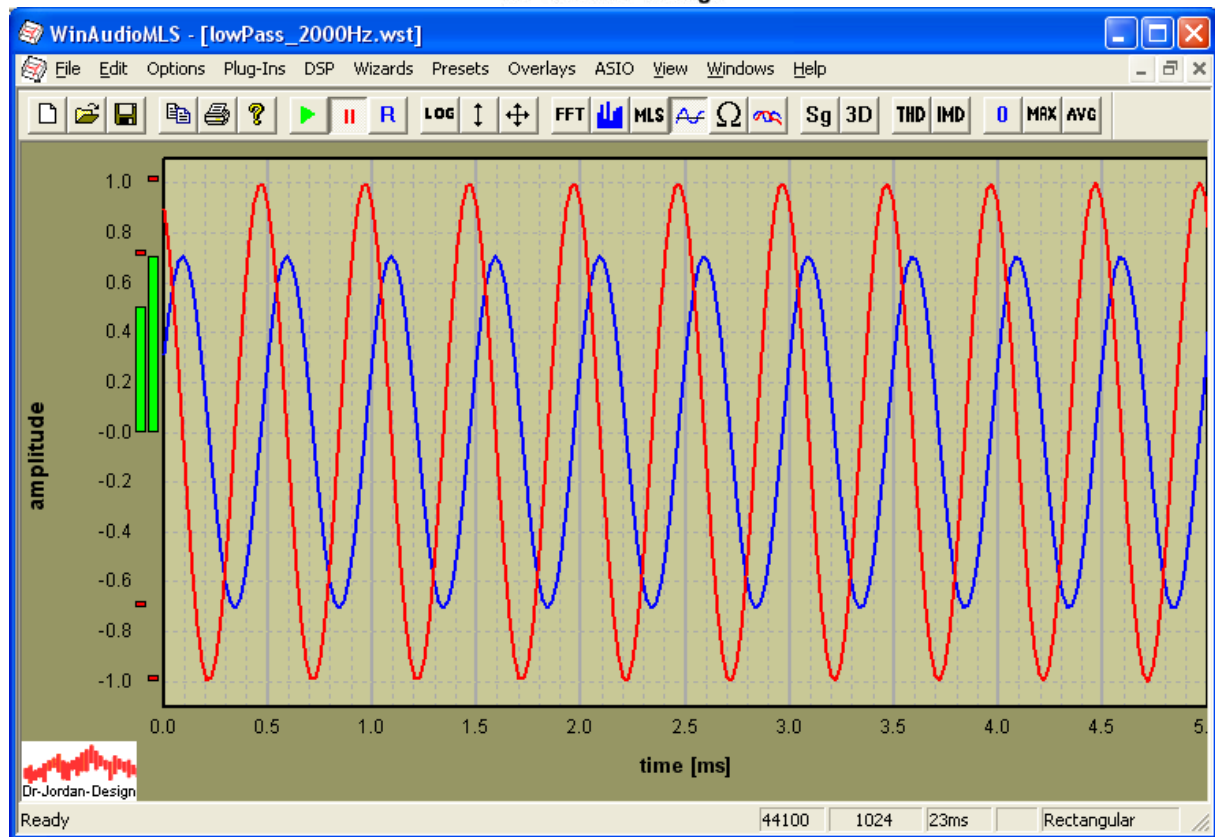 WinAudioMLS - [lowPass_2000Hz.wst]
File Edit Options Plug-Ins DSP Wizards Presets Overlays ASIO View Windows Help
R LOG FFT MLS Ω Sg 3D THD IMD 0 MAX AVG
1.0
0.8
0.6
0.4
0.2
-0.0
-0.2
-0.4
-0.6
-0.8
-1.0
amplitude
0.0 0.5 1.0 1.5 2.0 2.5 3.0 3.5 4.0 4.5 5.
time [ms]
Dr-Jordan-Design
Ready 44100 1024 23ms Rectangular